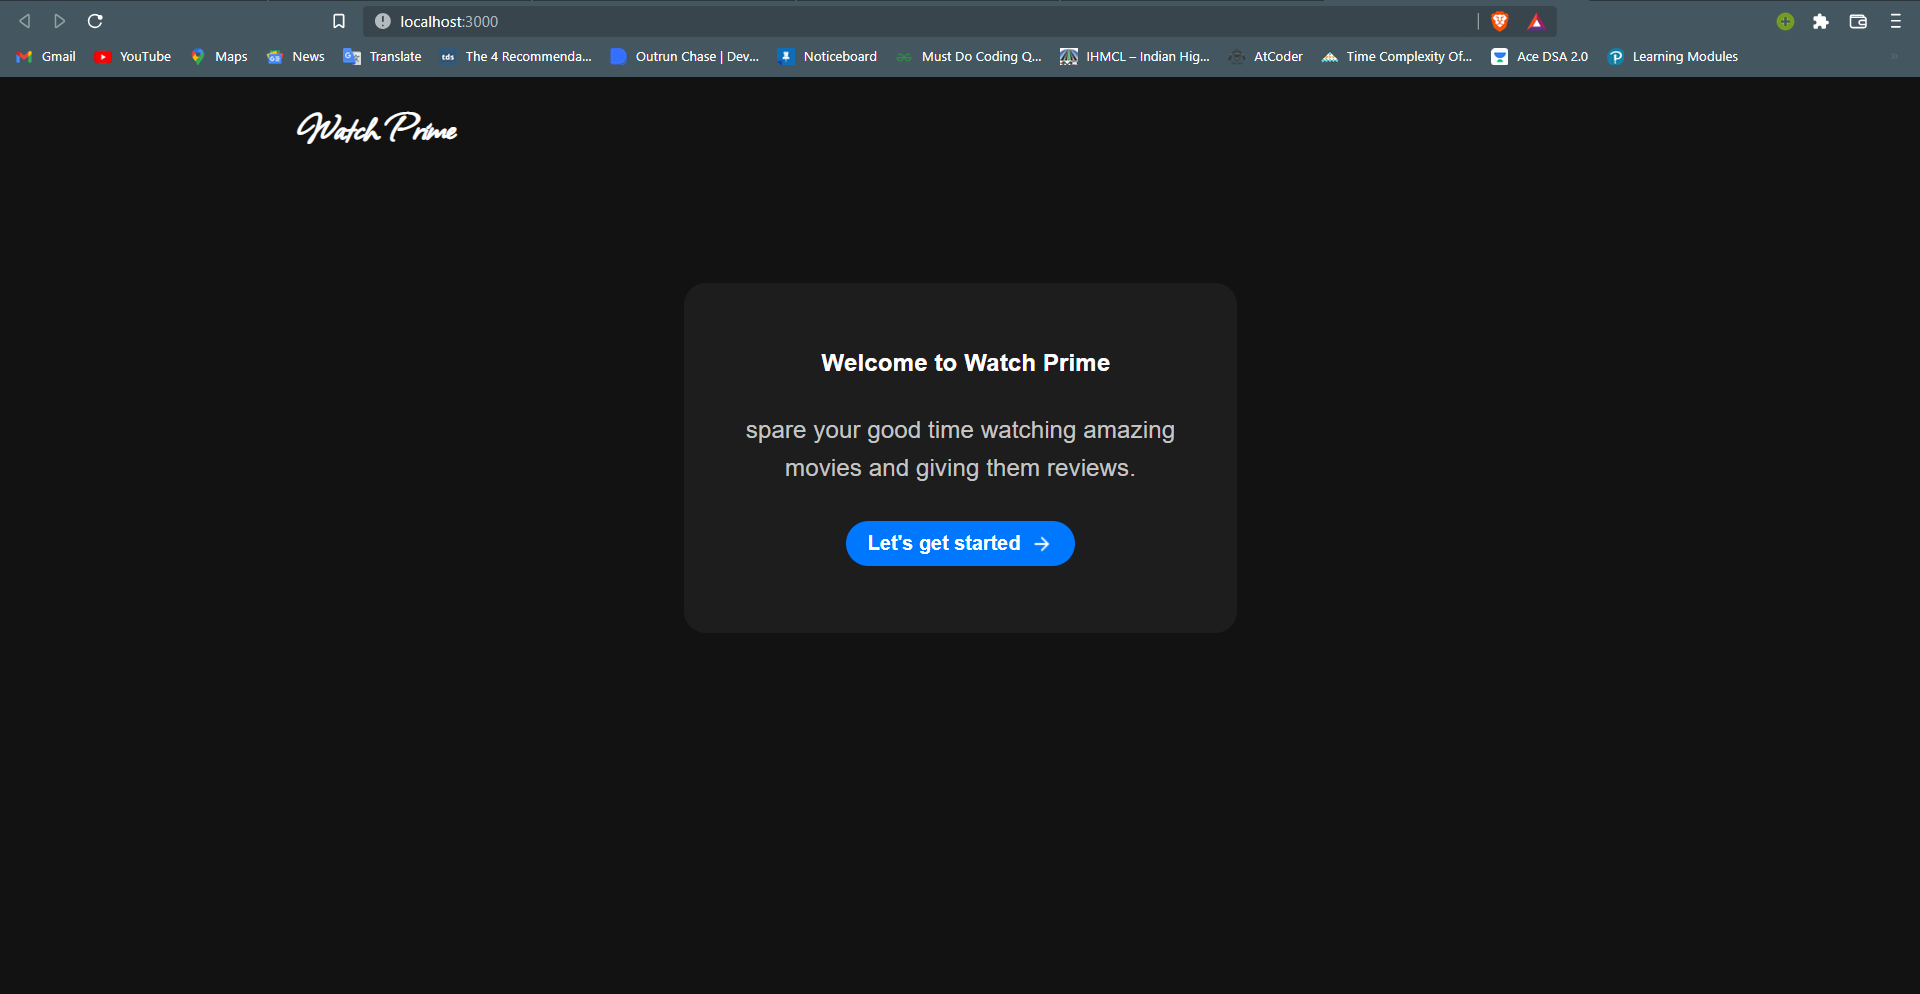 localhost:3000
Gmail YouTube Maps News Translate The 4 Recommenda... Outrun Chase | Dev... Noticeboard Must Do Coding Q... IHMCL – Indian Hig... AtCoder Time Complexity Of... Ace DSA 2.0 Learning Modules
Watch Prime
Welcome to Watch Prime
spare your good time watching amazing
movies and giving them reviews.
Let's get started